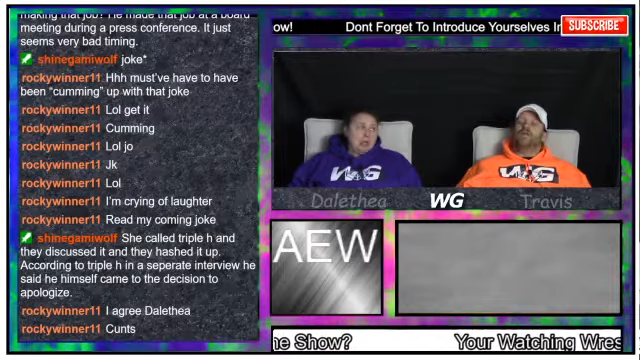 making that job? He made that job at a board
meeting during a press conference. It just
seems very bad timing.
shinegamiwolf joke*
rockywinner11 Hhh must've have to have
been "cumming" up with that joke
rockywinner11 Lol get it
rockywinner11 Cumming
rockywinner11 Lol jo
rockywinner11 Jk
rockywinner11 Lol
rockywinner11 I'm crying of laughter
rockywinner11 Read my coming joke
shinegamiwolf She called triple h and
they discussed it and they hashed it up.
According to triple h in a seperate interview he
said he himself came to the decision to
apologize.
rockywinner11 I agree Dalethea
rockywinner11 Cunts
ow! Dont Forget To Introduce Yourselves In
SUBSCRIBE
WG
WG
Dalethea WG Travis
AEW
he Show? Your Watching Wres